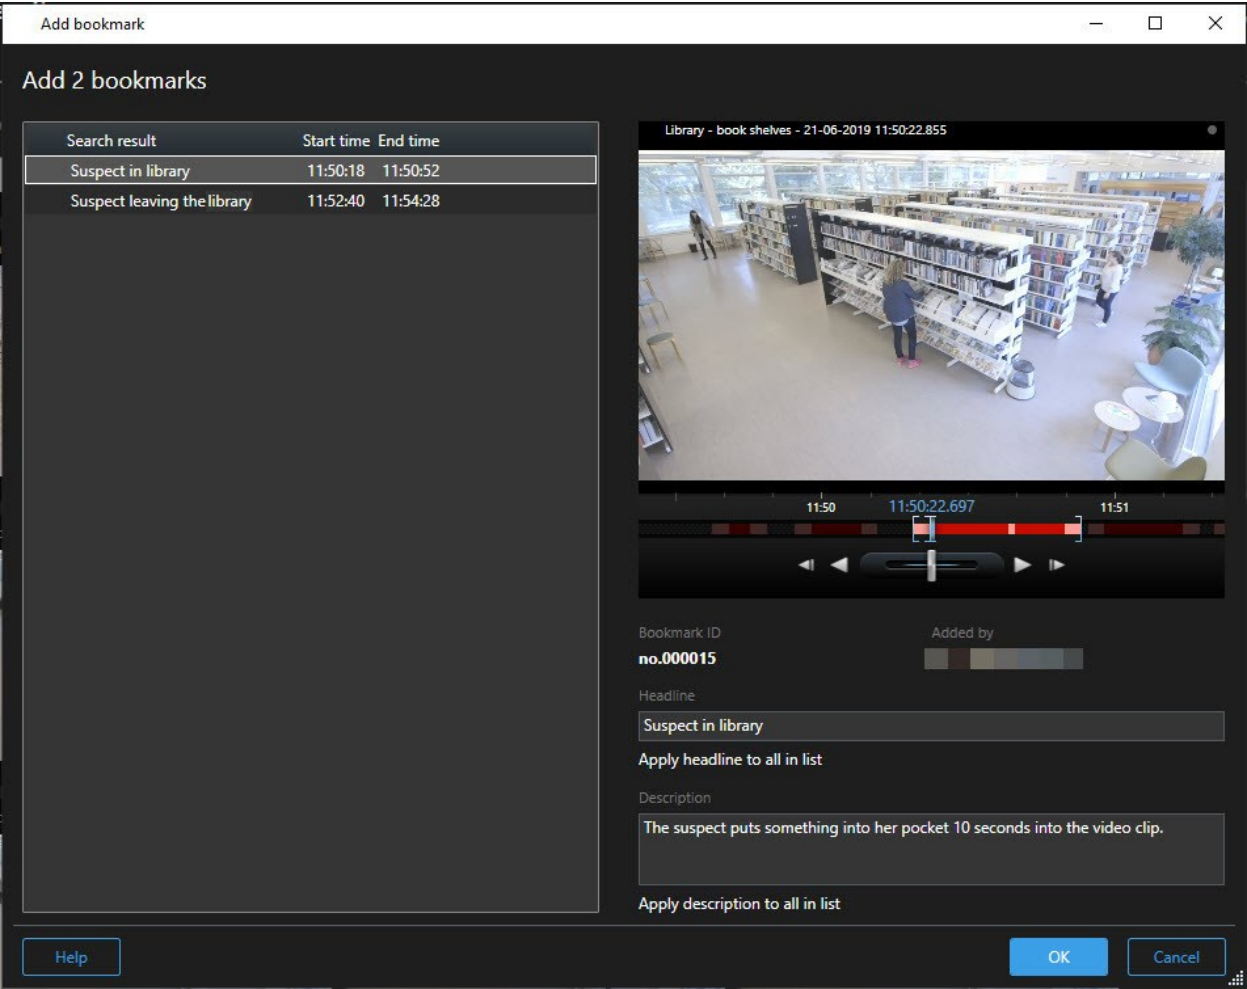 Add bookmark
Add 2 bookmarks
Search result Start time End time
Suspect in library 11:50:18 11:50:52
Suspect leaving the library 11:52:40 11:54:28
Library - book shelves - 21-06-2019 11:50:22.855
11:50 11:50:22.697 11:51
Bookmark ID Added by
no.000015
Headline
Suspect in library
Apply headline to all in list
Description
The suspect puts something into her pocket 10 seconds into the video clip.
Apply description to all in list
Help OK Cancel